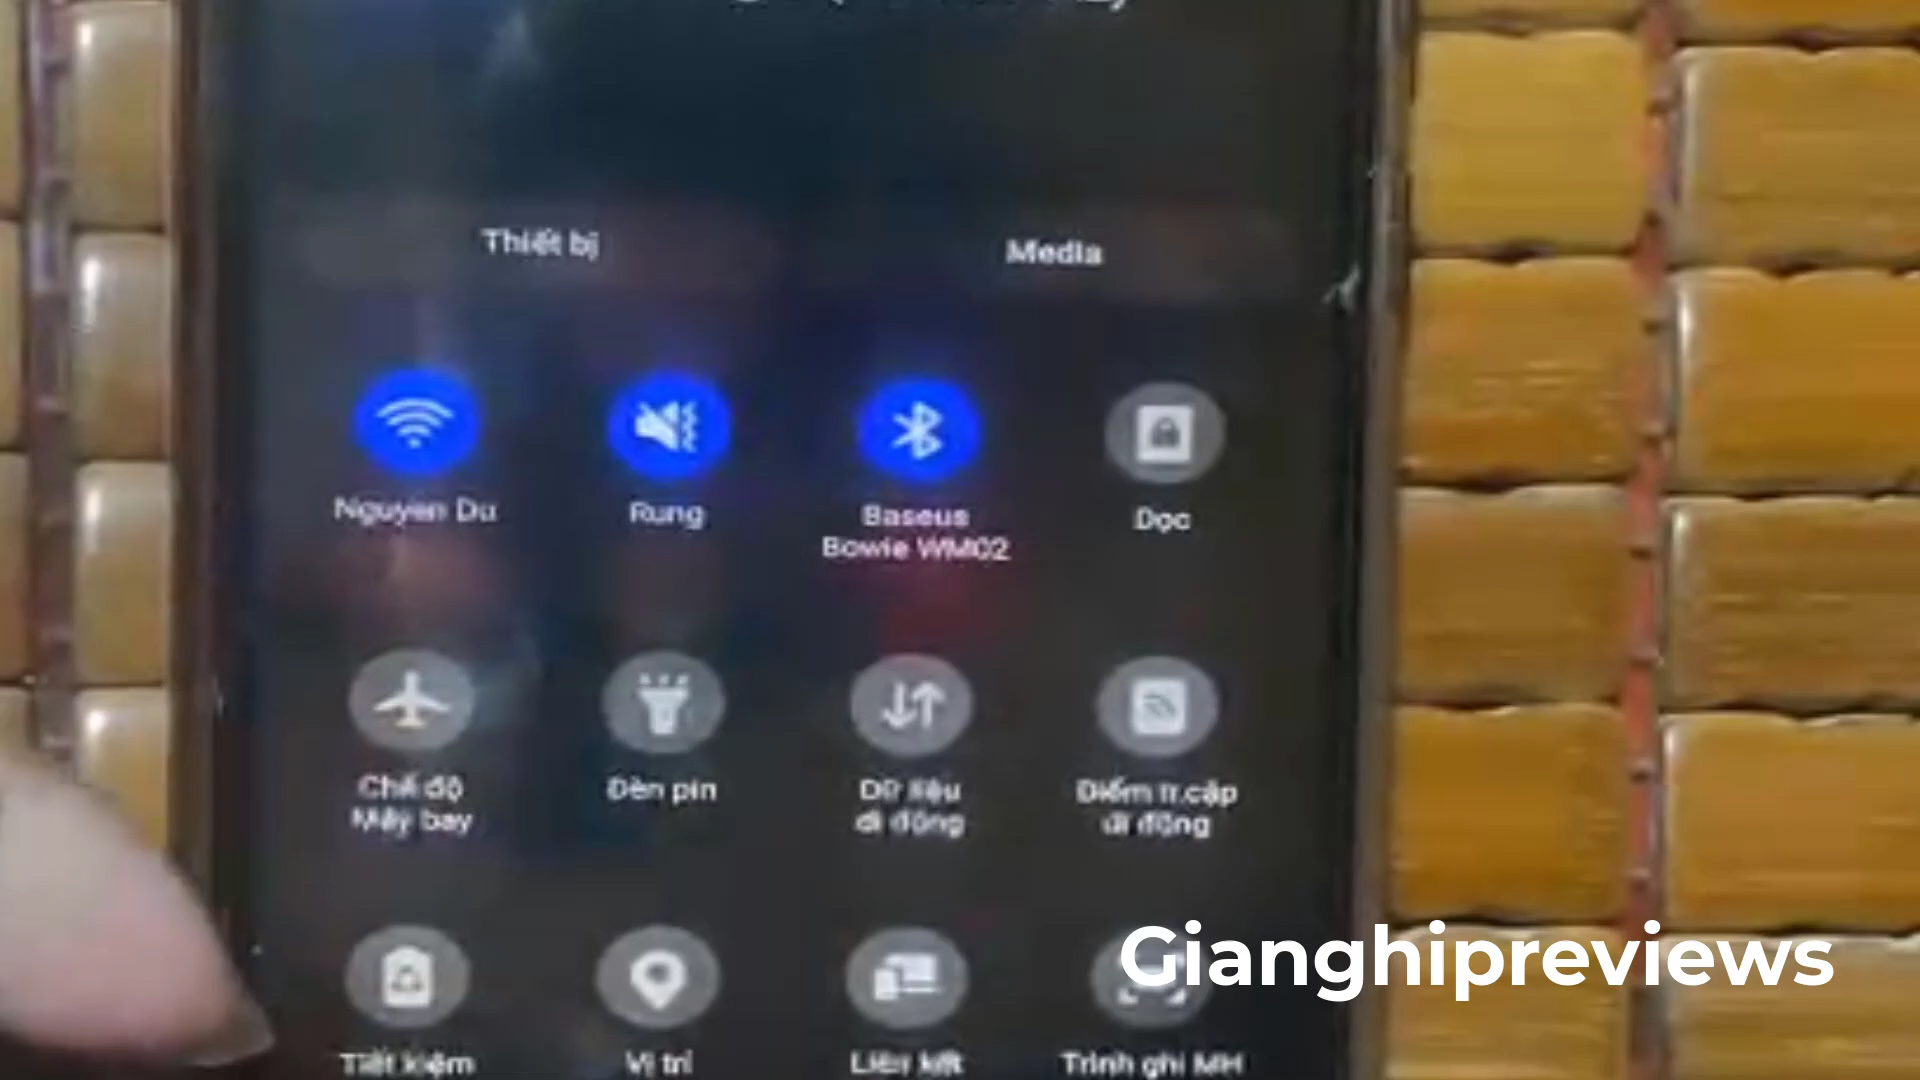 Thiết bị
Media
Nguyen Du
Rung
Baseus
Bowie WM02
Dọc
Chế độ
Máy bay
Đèn pin
Dữ liệu
di động
Điểm tr.cập
di động
Tiết kiệm
Vị trí
Liên kết
Trình ghi MH
Gianghipreviews